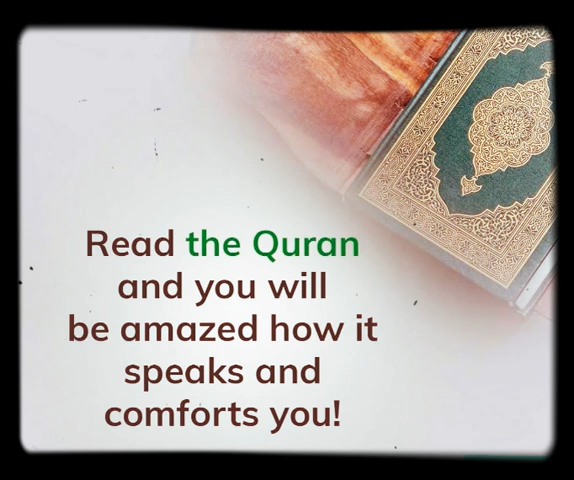 Read the Quran
and you will
be amazed how it
speaks and
comforts you!